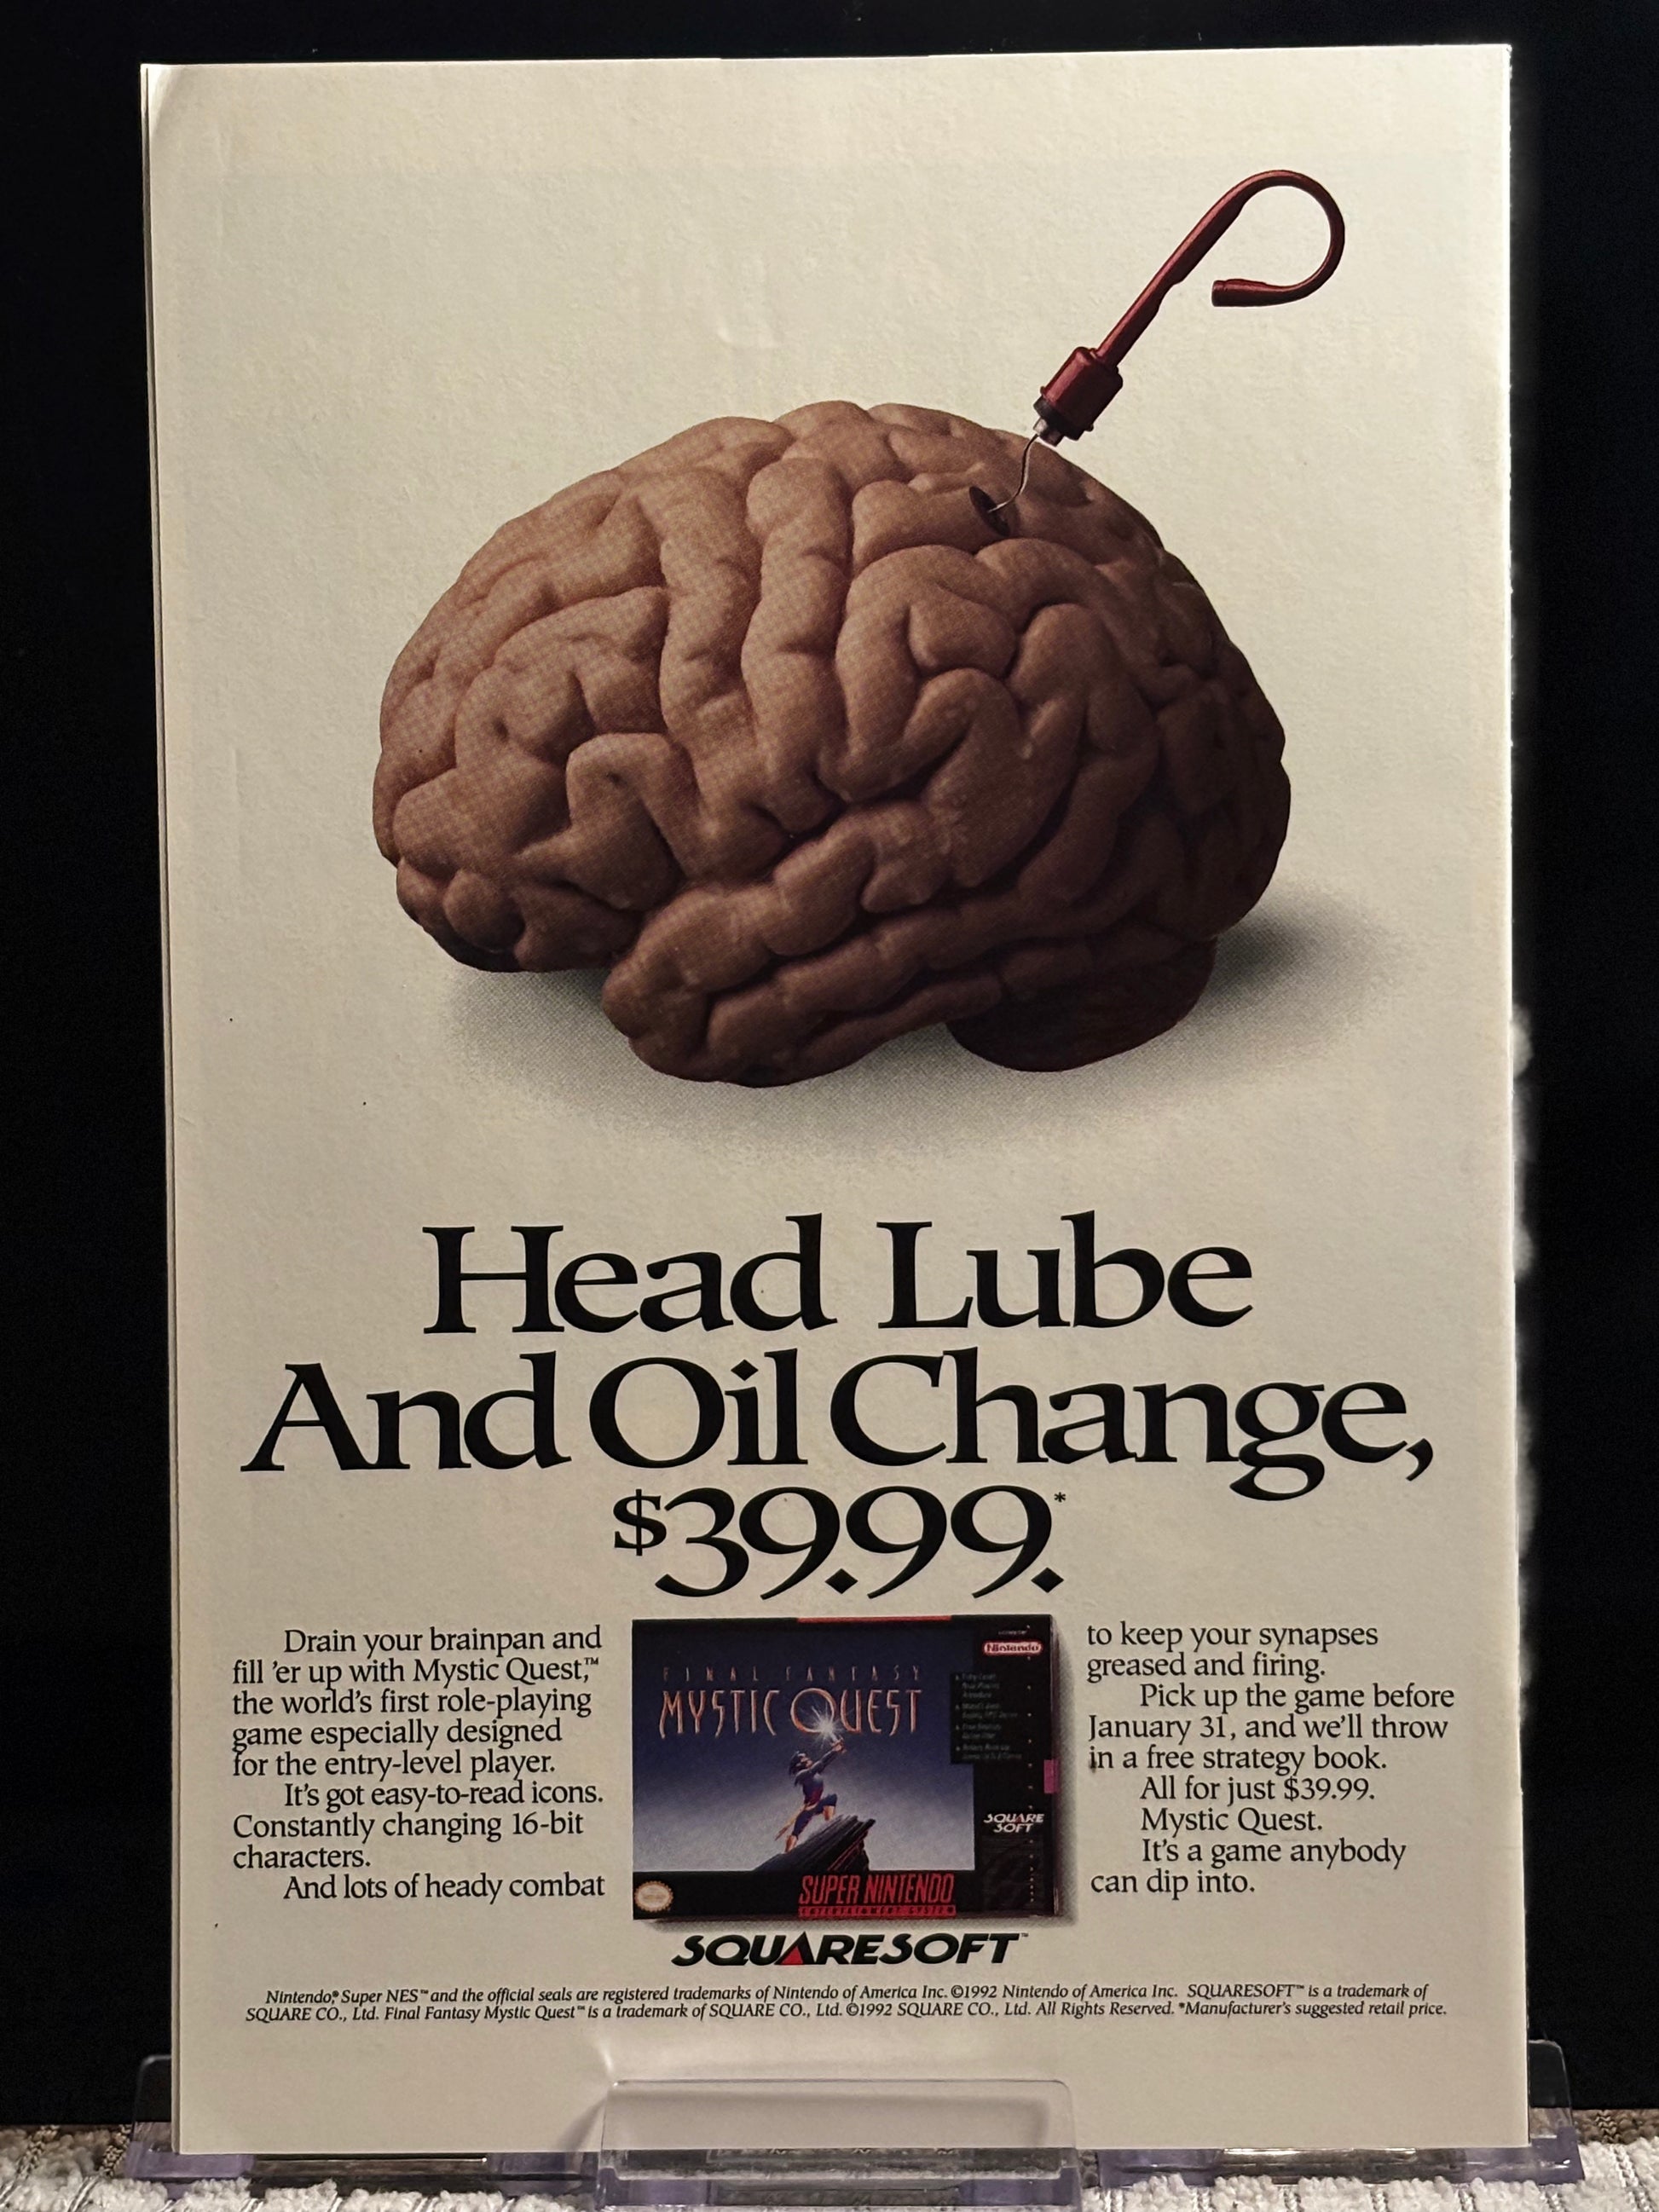 Head Lube
And Oil Change,
$39.99.*
Drain your brainpan and
fill 'er up with Mystic Quest,™
the world's first role-playing
game especially designed
for the entry-level player.
It's got easy-to-read icons.
Constantly changing 16-bit
characters.
And lots of heady combat
to keep your synapses
greased and firing.
Pick up the game before
January 31, and we'll throw
in a free strategy book.
All for just $39.99.
Mystic Quest.
It's a game anybody
can dip into.
Nintendo
FINAL FANTASY
MYSTIC QUEST
SQUARE
SOFT
SUPER NINTENDO
ENTERTAINMENT SYSTEM
SQUARESOFT™
Nintendo,® Super NES™ and the official seals are registered trademarks of Nintendo of America Inc. ©1992 Nintendo of America Inc. SQUARESOFT™ is a trademark of
SQUARE CO., Ltd. Final Fantasy Mystic Quest™ is a trademark of SQUARE CO., Ltd. ©1992 SQUARE CO., Ltd. All Rights Reserved. *Manufacturer's suggested retail price.